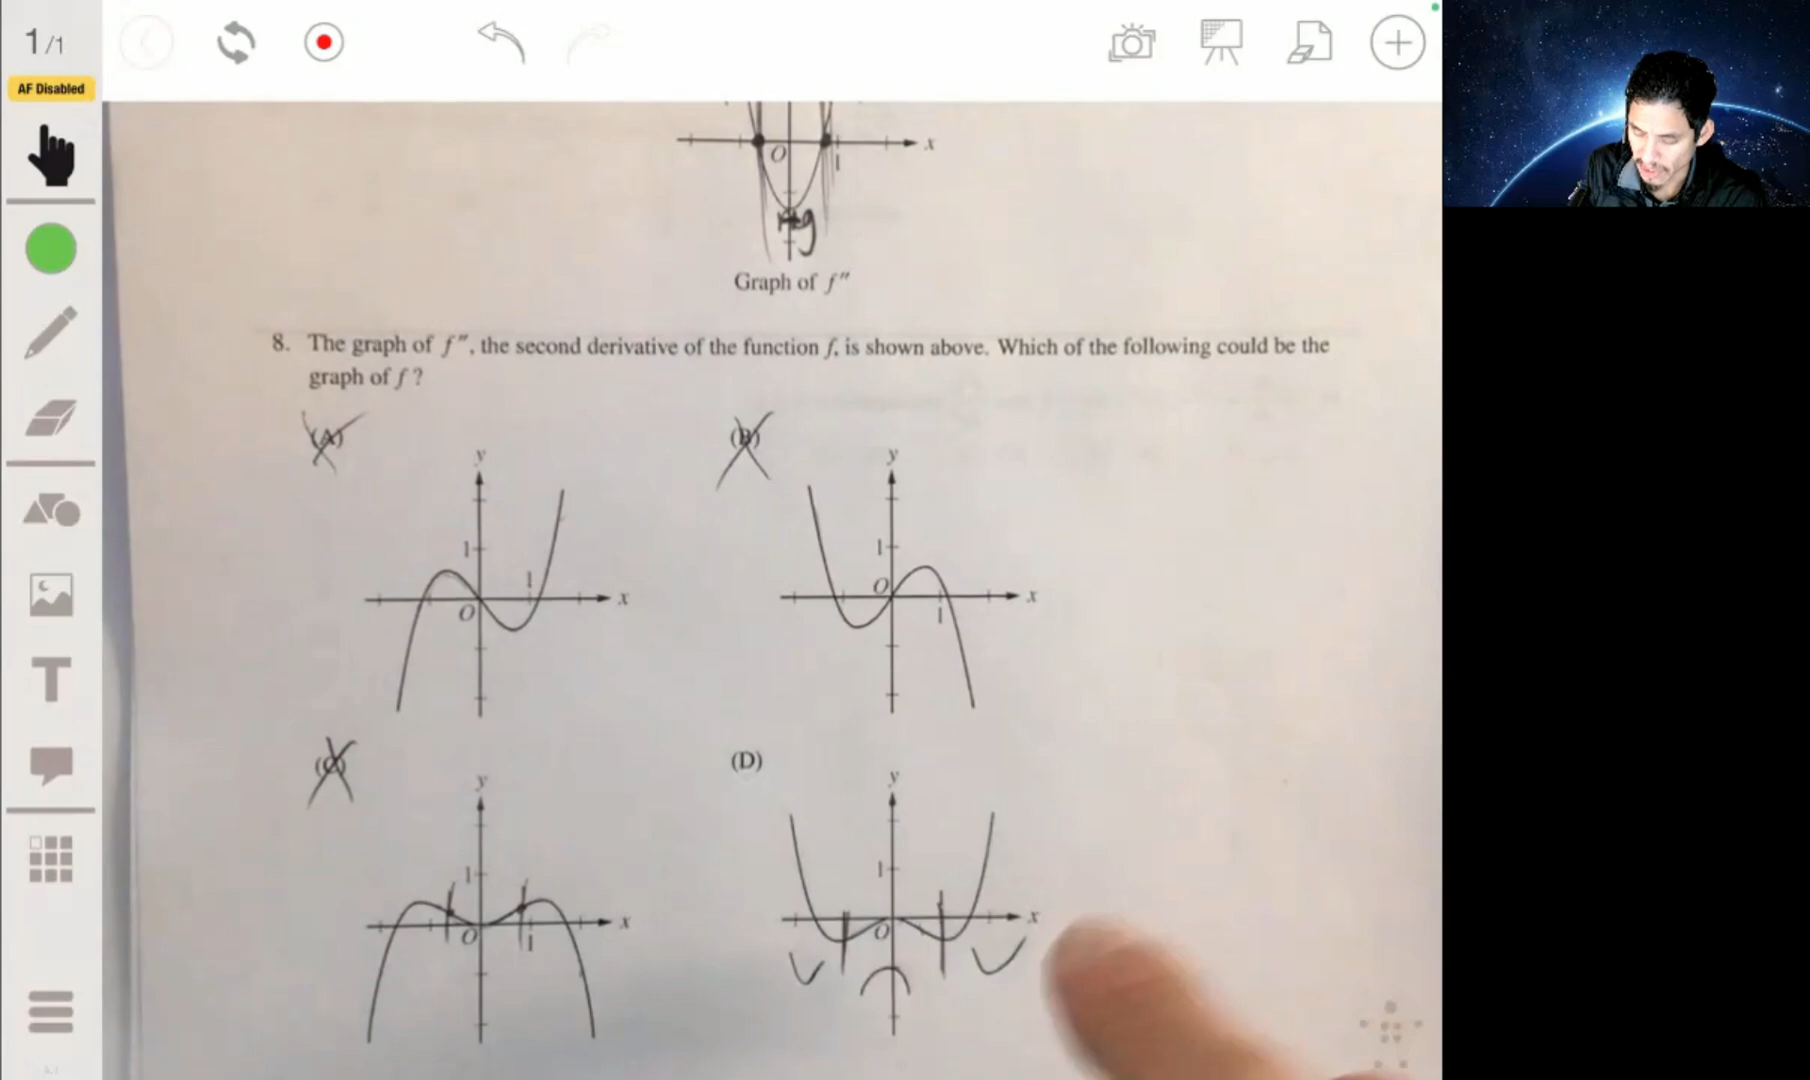 1/1
AF Disabled
x
O
1
neg
Graph of f″
8. The graph of f″, the second derivative of the function f, is shown above. Which of the following could be the
graph of f ?
(A)
(B)
y
y
1
1
1
O
x
O
x
1
(C)
(D)
y
y
1
1
O
1
x
O
x
T